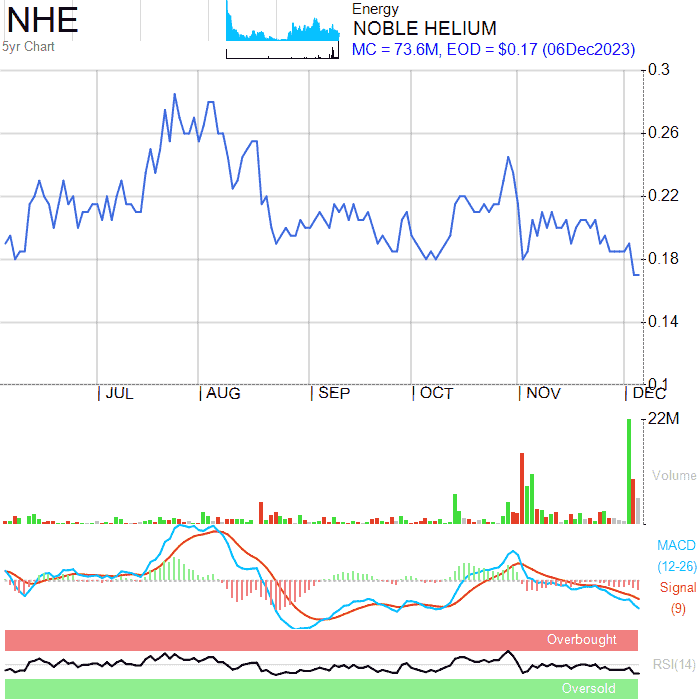 NHE
5yr Chart
Energy
NOBLE HELIUM
MC = 73.6M, EOD = $0.17 (06Dec2023)
0.3
0.26
0.22
0.18
0.14
0.1
JUL AUG SEP OCT NOV DEC
22M
Volume
MACD
(12-26)
Signal
(9)
Overbought
RSI(14)
Oversold